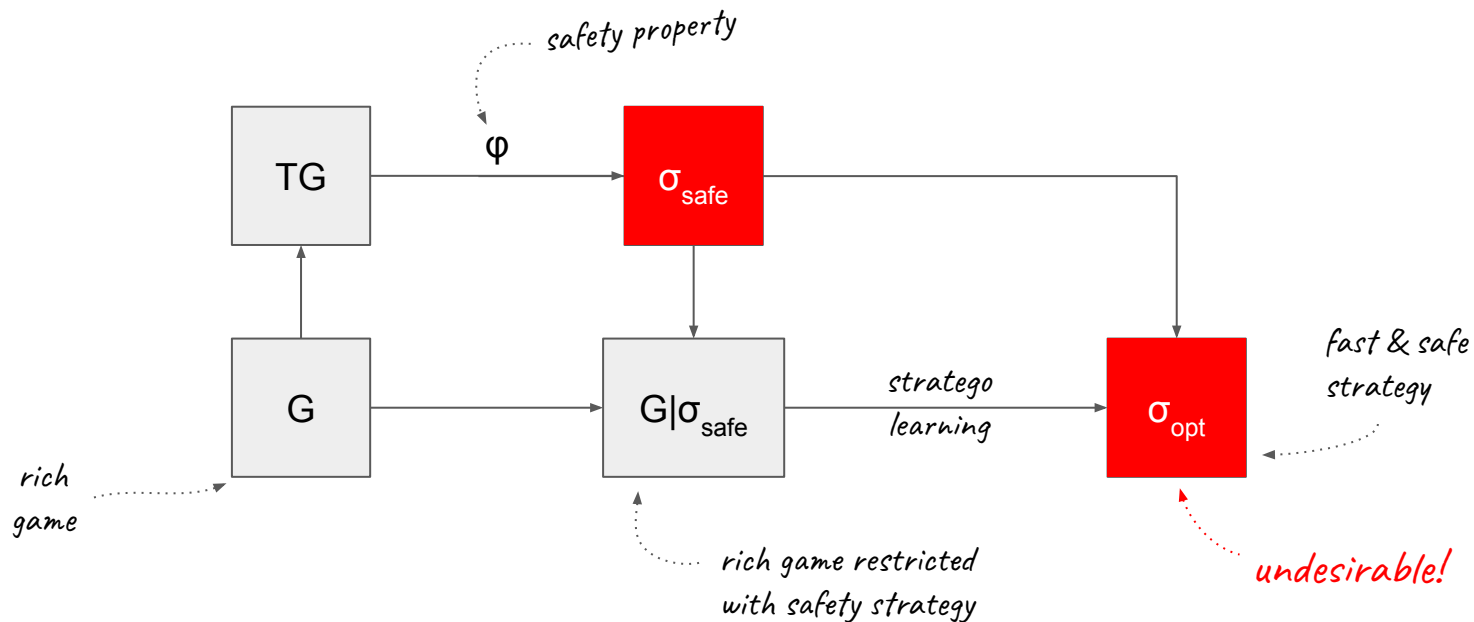 safety property
φ
TG
σsafe
G
G|σsafe
stratego
learning
σopt
fast & safe
strategy
rich
game
rich game restricted
with safety strategy
undesirable!